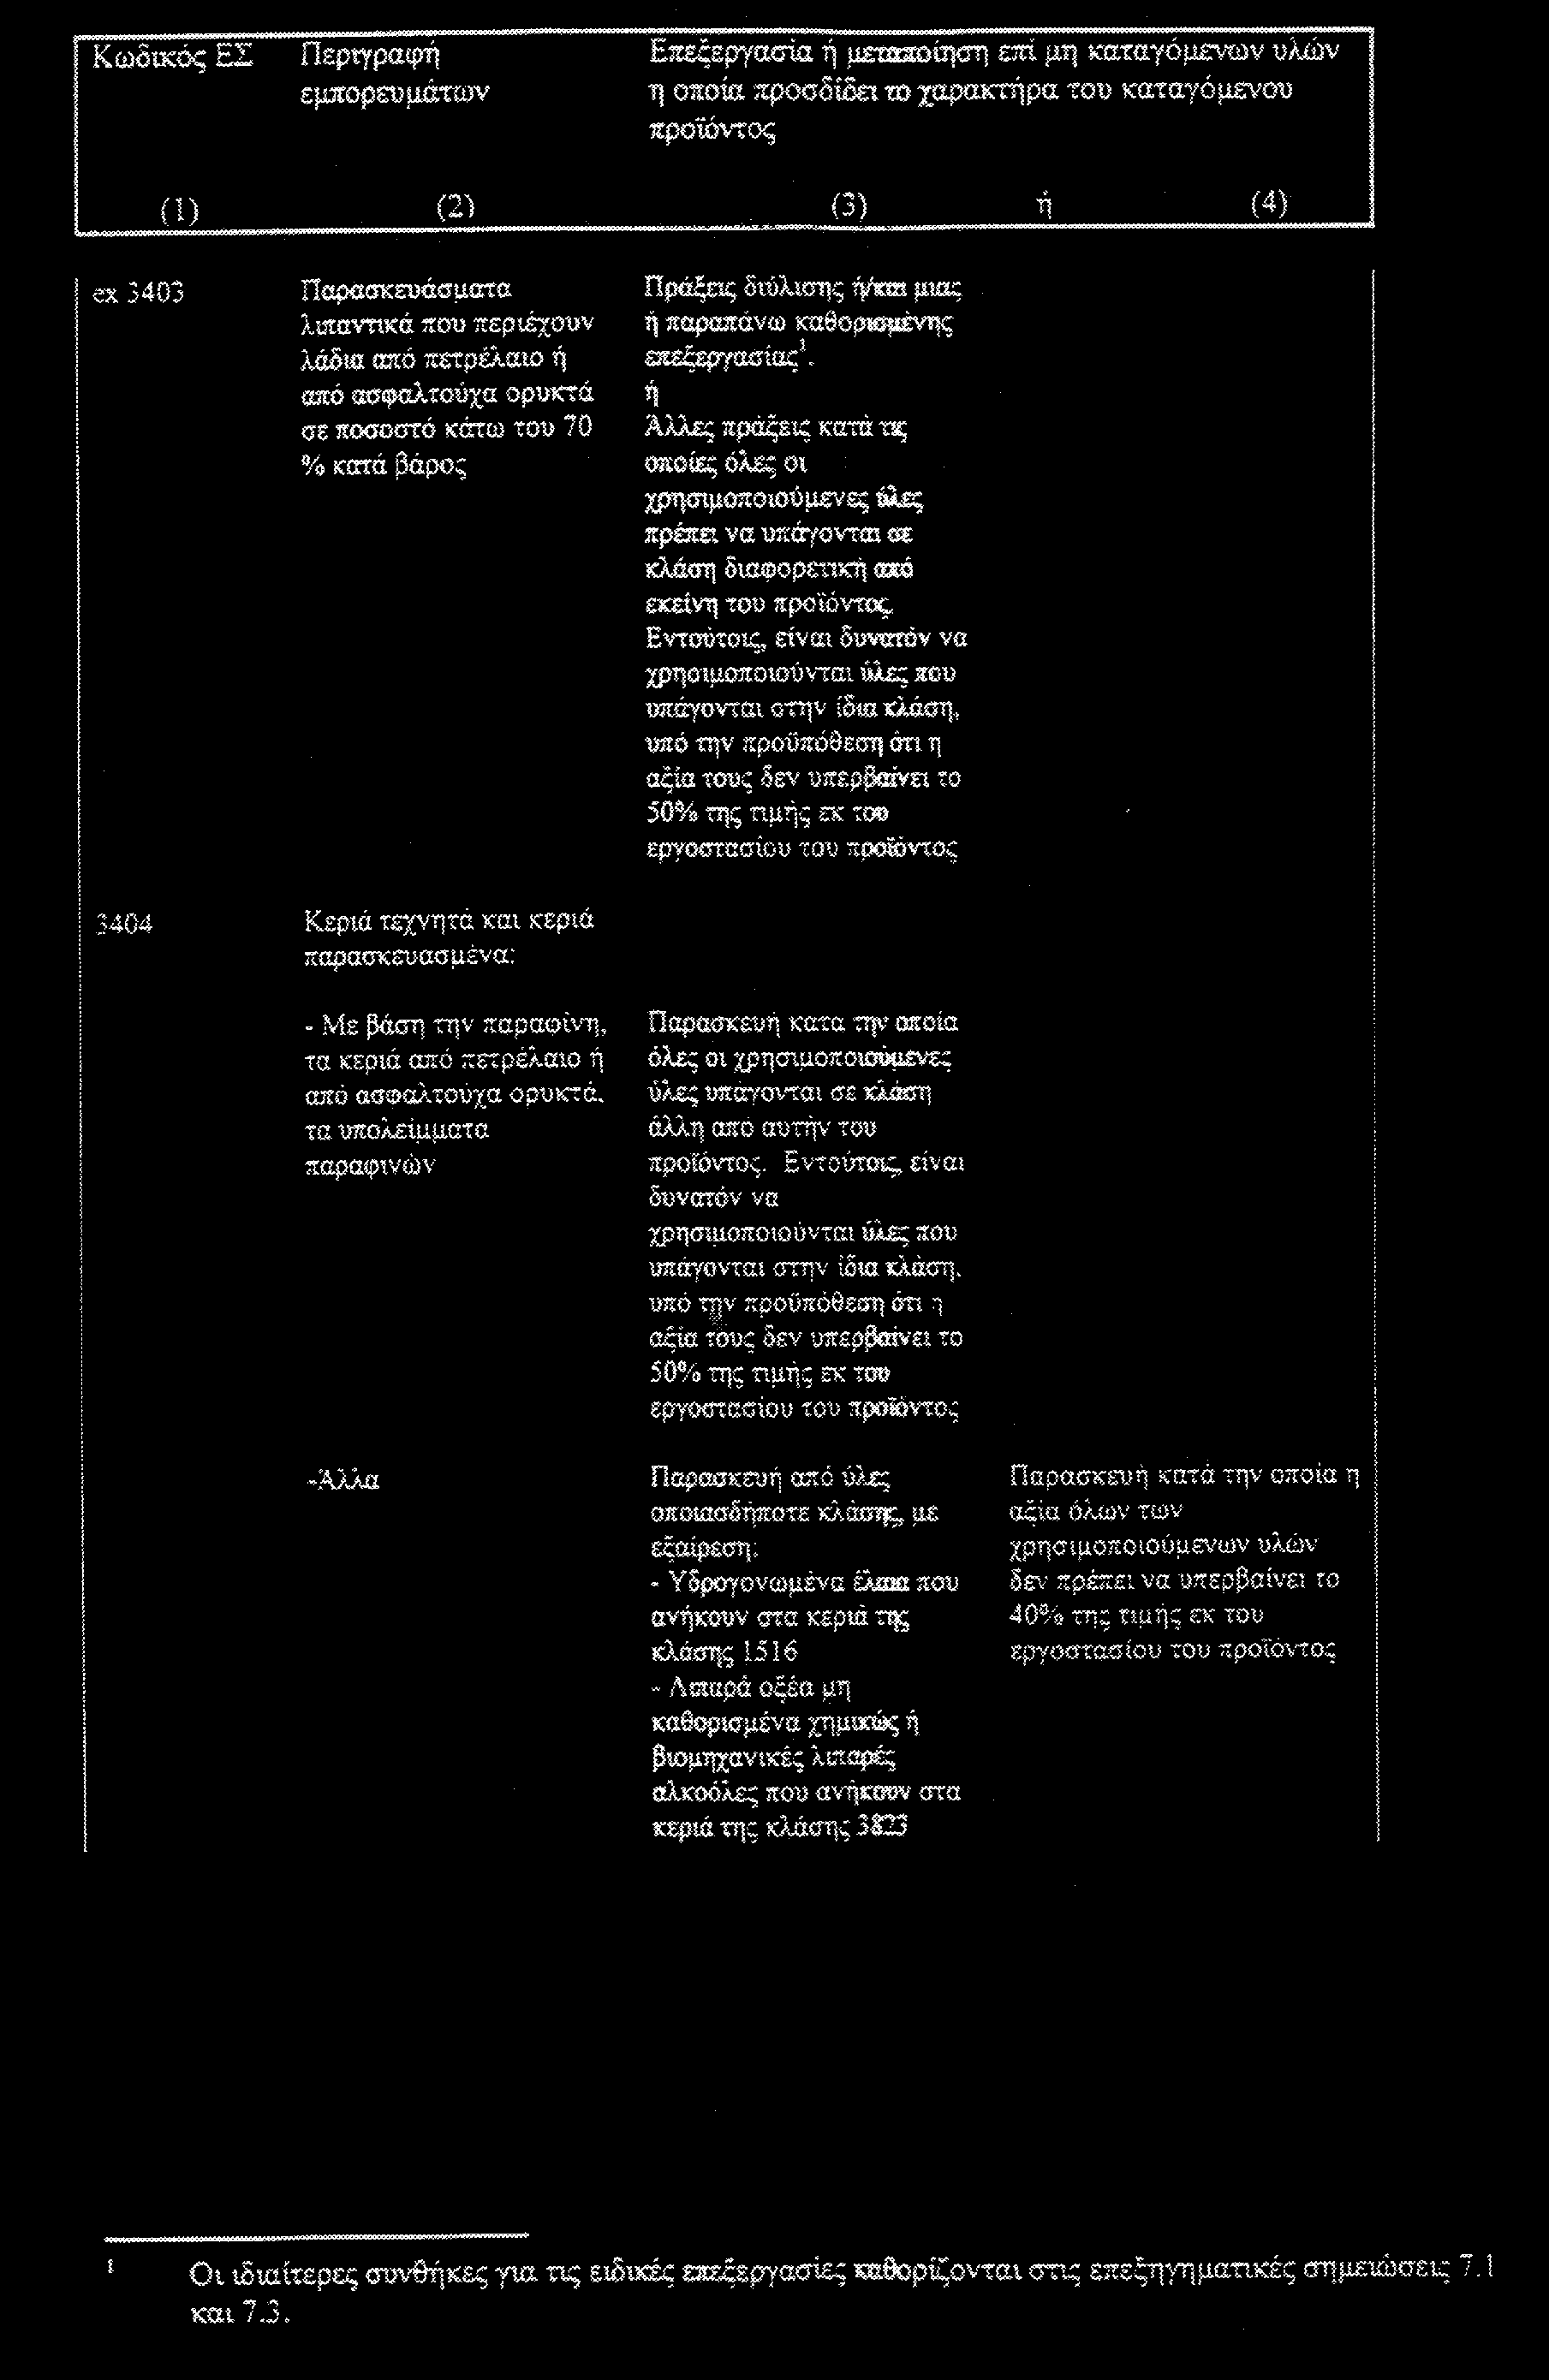 Κωδικός ΕΣ
Περιγραφή
εμπορευμάτων
Επεξεργασία ή μεταποίηση επί μη καταγόμενων υλών
η οποία προσδίδει το χαρακτήρα του καταγόμενου
προϊόντος
(1)
(2)
(3) ή (4)
ex 3403
Παρασκευάσματα
λιπαντικά που περιέχουν
λάδια από πετρέλαιο ή
από ασφαλτούχα ορυκτά
σε ποσοστό κάτω του 70
% κατά βάρος
Πράξεις διύλισης ή/και μιας
ή παραπάνω καθορισμένης
επεξεργασίας¹.
ή
Άλλες πράξεις κατά τις
οποίες όλες οι
χρησιμοποιούμενες ύλες
πρέπει να υπάγονται σε
κλάση διαφορετική από
εκείνη του προϊόντος.
Εντούτοις, είναι δυνατόν να
χρησιμοποιούνται ύλες που
υπάγονται στην ίδια κλάση,
υπό την προϋπόθεση ότι η
αξία τους δεν υπερβαίνει το
50% της τιμής εκ του
εργοστασίου του προϊόντος
3404
Κεριά τεχνητά και κεριά
παρασκευασμένα:
- Με βάση την παραφίνη,
τα κεριά από πετρέλαιο ή
από ασφαλτούχα ορυκτά,
τα υπολείμματα
παραφινών
Παρασκευή κατα την οποία
όλες οι χρησιμοποιούμενες
ύλες υπάγονται σε κλάση
άλλη από αυτήν του
προϊόντος. Εντούτοις, είναι
δυνατόν να
χρησιμοποιούνται ύλες που
υπάγονται στην ίδια κλάση,
υπό την προϋπόθεση ότι η
αξία τους δεν υπερβαίνει το
50% της τιμής εκ του
εργοστασίου του προϊόντος
-Άλλα
Παρασκευή από ύλες
οποιασδήποτε κλάσης, με
εξαίρεση:
- Υδρογονωμένα έλαια που
ανήκουν στα κεριά της
κλάσης 1516
- Λιπαρά οξέα μη
καθορισμένα χημικώς ή
βιομηχανικές λιπαρές
αλκοόλες που ανήκουν στα
κεριά της κλάσης 3823
Παρασκευή κατά την οποία η
αξία όλων των
χρησιμοποιούμενων υλών
δεν πρέπει να υπερβαίνει το
40% της τιμής εκ του
εργοστασίου του προϊόντος
¹ Οι ιδιαίτερες συνθήκες για τις ειδικές επεξεργασίες καθορίζονται στις επεξηγηματικές σημειώσεις 7.1
και 7.3.